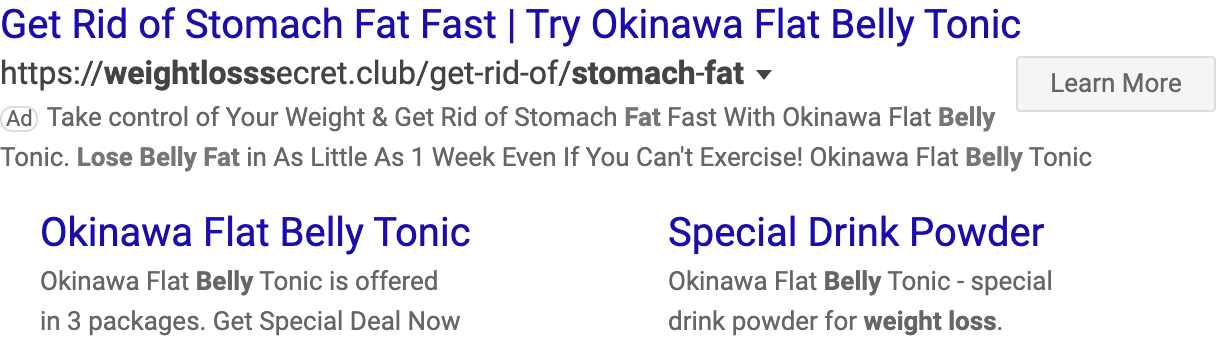 Get Rid of Stomach Fat Fast | Try Okinawa Flat Belly Tonic
https://weightlosssecret.club/get-rid-of/stomach-fat
Learn More
Ad Take control of Your Weight & Get Rid of Stomach Fat Fast With Okinawa Flat Belly
Tonic. Lose Belly Fat in As Little As 1 Week Even If You Can't Exercise! Okinawa Flat Belly Tonic
Okinawa Flat Belly Tonic
Okinawa Flat Belly Tonic is offered
in 3 packages. Get Special Deal Now
Special Drink Powder
Okinawa Flat Belly Tonic - special
drink powder for weight loss.